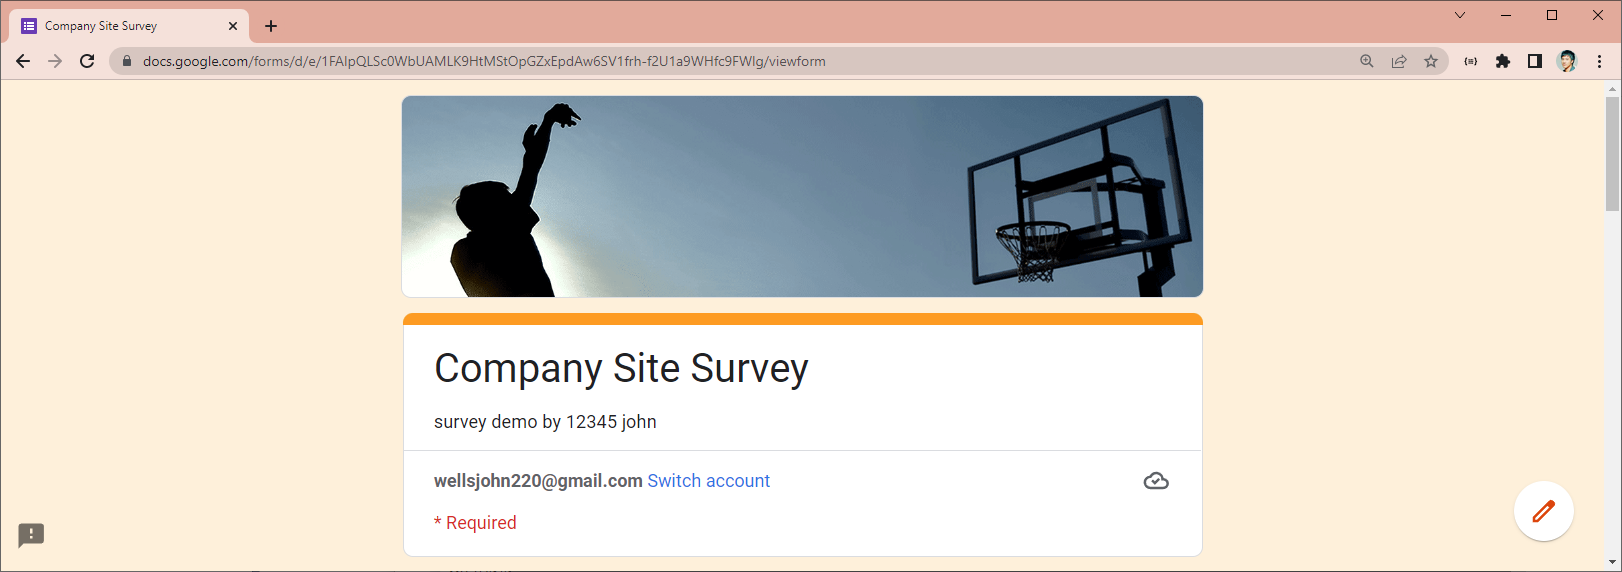 Company Site Survey
docs.google.com/forms/d/e/1FAIpQLSc0WbUAMLK9HtMStOpGZxEpdAw6SV1frh-f2U1a9WHfc9FWIg/viewform
Company Site Survey
survey demo by 12345 john
wellsjohn220@gmail.com Switch account
* Required